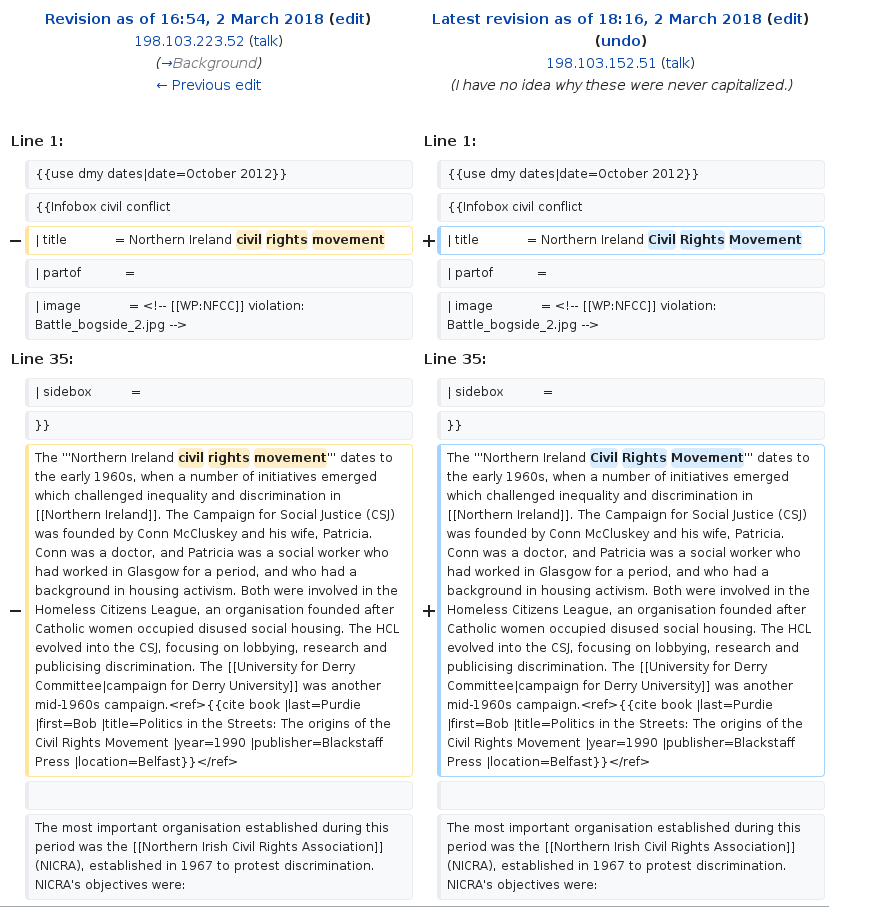 Revision as of 16:54, 2 March 2018 (edit)
198.103.223.52 (talk)
(→Background)
← Previous edit
Latest revision as of 18:16, 2 March 2018 (edit)
(undo)
198.103.152.51 (talk)
(I have no idea why these were never capitalized.)
Line 1:
Line 1:
{{use dmy dates|date=October 2012}}
{{use dmy dates|date=October 2012}}
{{Infobox civil conflict
{{Infobox civil conflict
− | title = Northern Ireland civil rights movement
+ | title = Northern Ireland Civil Rights Movement
| partof =
| partof =
| image = <!-- [[WP:NFCC]] violation:
Battle_bogside_2.jpg -->
| image = <!-- [[WP:NFCC]] violation:
Battle_bogside_2.jpg -->
Line 35:
Line 35:
| sidebox =
| sidebox =
}}
}}
−
The '''Northern Ireland civil rights movement''' dates to
the early 1960s, when a number of initiatives emerged
which challenged inequality and discrimination in
[[Northern Ireland]]. The Campaign for Social Justice (CSJ)
was founded by Conn McCluskey and his wife, Patricia.
Conn was a doctor, and Patricia was a social worker who
had worked in Glasgow for a period, and who had a
background in housing activism. Both were involved in the
Homeless Citizens League, an organisation founded after
Catholic women occupied disused social housing. The HCL
evolved into the CSJ, focusing on lobbying, research and
publicising discrimination. The [[University for Derry
Committee|campaign for Derry University]] was another
mid-1960s campaign.<ref>{{cite book |last=Purdie
|first=Bob |title=Politics in the Streets: The origins of the
Civil Rights Movement |year=1990 |publisher=Blackstaff
Press |location=Belfast}}</ref>
+
The '''Northern Ireland Civil Rights Movement''' dates to
the early 1960s, when a number of initiatives emerged
which challenged inequality and discrimination in
[[Northern Ireland]]. The Campaign for Social Justice (CSJ)
was founded by Conn McCluskey and his wife, Patricia.
Conn was a doctor, and Patricia was a social worker who
had worked in Glasgow for a period, and who had a
background in housing activism. Both were involved in the
Homeless Citizens League, an organisation founded after
Catholic women occupied disused social housing. The HCL
evolved into the CSJ, focusing on lobbying, research and
publicising discrimination. The [[University for Derry
Committee|campaign for Derry University]] was another
mid-1960s campaign.<ref>{{cite book |last=Purdie
|first=Bob |title=Politics in the Streets: The origins of the
Civil Rights Movement |year=1990 |publisher=Blackstaff
Press |location=Belfast}}</ref>
The most important organisation established during this
period was the [[Northern Irish Civil Rights Association]]
(NICRA), established in 1967 to protest discrimination.
NICRA's objectives were:
The most important organisation established during this
period was the [[Northern Irish Civil Rights Association]]
(NICRA), established in 1967 to protest discrimination.
NICRA's objectives were: